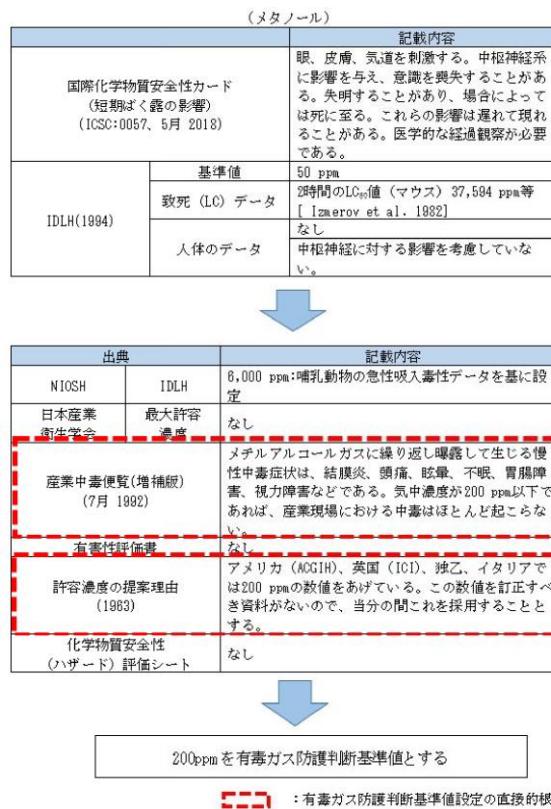 (メタノール)
記載内容
国際化学物質安全性カード
(短期ばく露の影響)
(ICSC:0057、5月 2018)
眼、皮膚、気道を刺激する。中枢神経系
に影響を与え、意識を喪失することがあ
る。失明することがあり、場合によって
は死に至る。これらの影響は遅れて現れ
ることがある。医学的な経過観察が必要
である。
IDLH(1994)
基準値
50 ppm
致死 (LC) データ
2時間のLC50値 (マウス) 37,594 ppm等
[ Izmerov et al. 1982]
人体のデータ
なし
中枢神経に対する影響を考慮していな
い。
出典
記載内容
NIOSH
IDLH
6,000 ppm:哺乳動物の急性吸入毒性データを基に設
定
日本産業
衛生学会
最大許容
濃度
なし
産業中毒便覧(増補版)
(7月 1992)
メチルアルコールガスに繰り返し曝露して生じる慢
性中毒症状は、結膜炎、頭痛、眩暈、不眠、胃腸障
害、視力障害などである。気中濃度が200 ppm以下で
あれば、産業現場における中毒はほとんど起こらな
い。
有害性評価書
なし
許容濃度の提案理由
(1963)
アメリカ (ACGIH)、英国 (ICI)、独乙、イタリアで
は200 ppmの数値をあげている。この数値を訂正すべ
き資料がないので、当分の間これを採用することと
する。
化学物質安全性
(ハザード) 評価シート
なし
200ppmを有毒ガス防護判断基準値とする
:有毒ガス防護判断基準値設定の直接的根